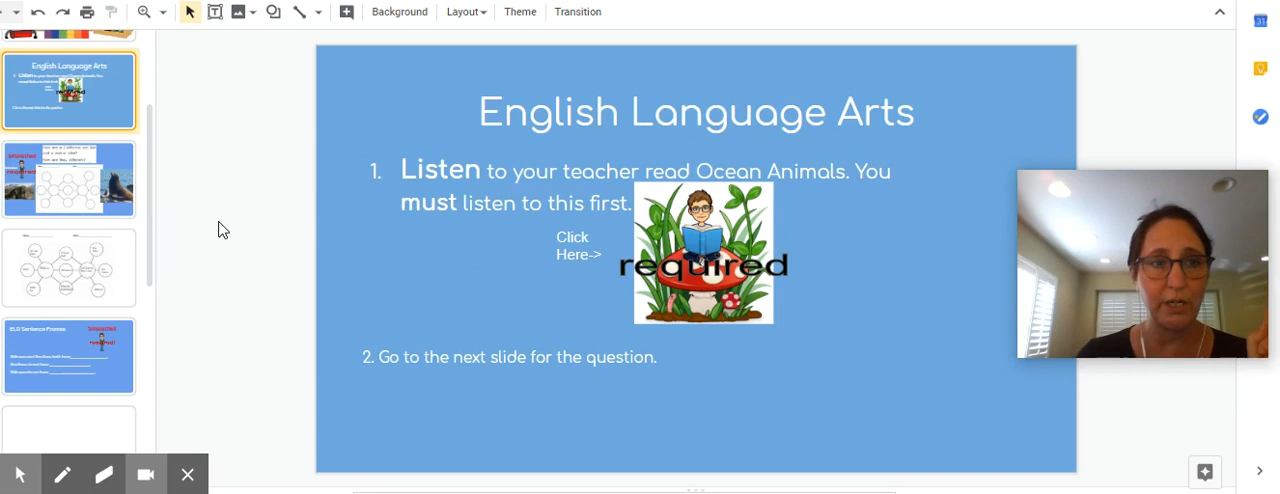 Background Layout Theme Transition
English Language Arts
1. Listen to your teacher read Ocean Animals. You
must listen to this first.
Click
Here->
required
2. Go to the next slide for the question.
English Language Arts
ELD Sentence Frames
31